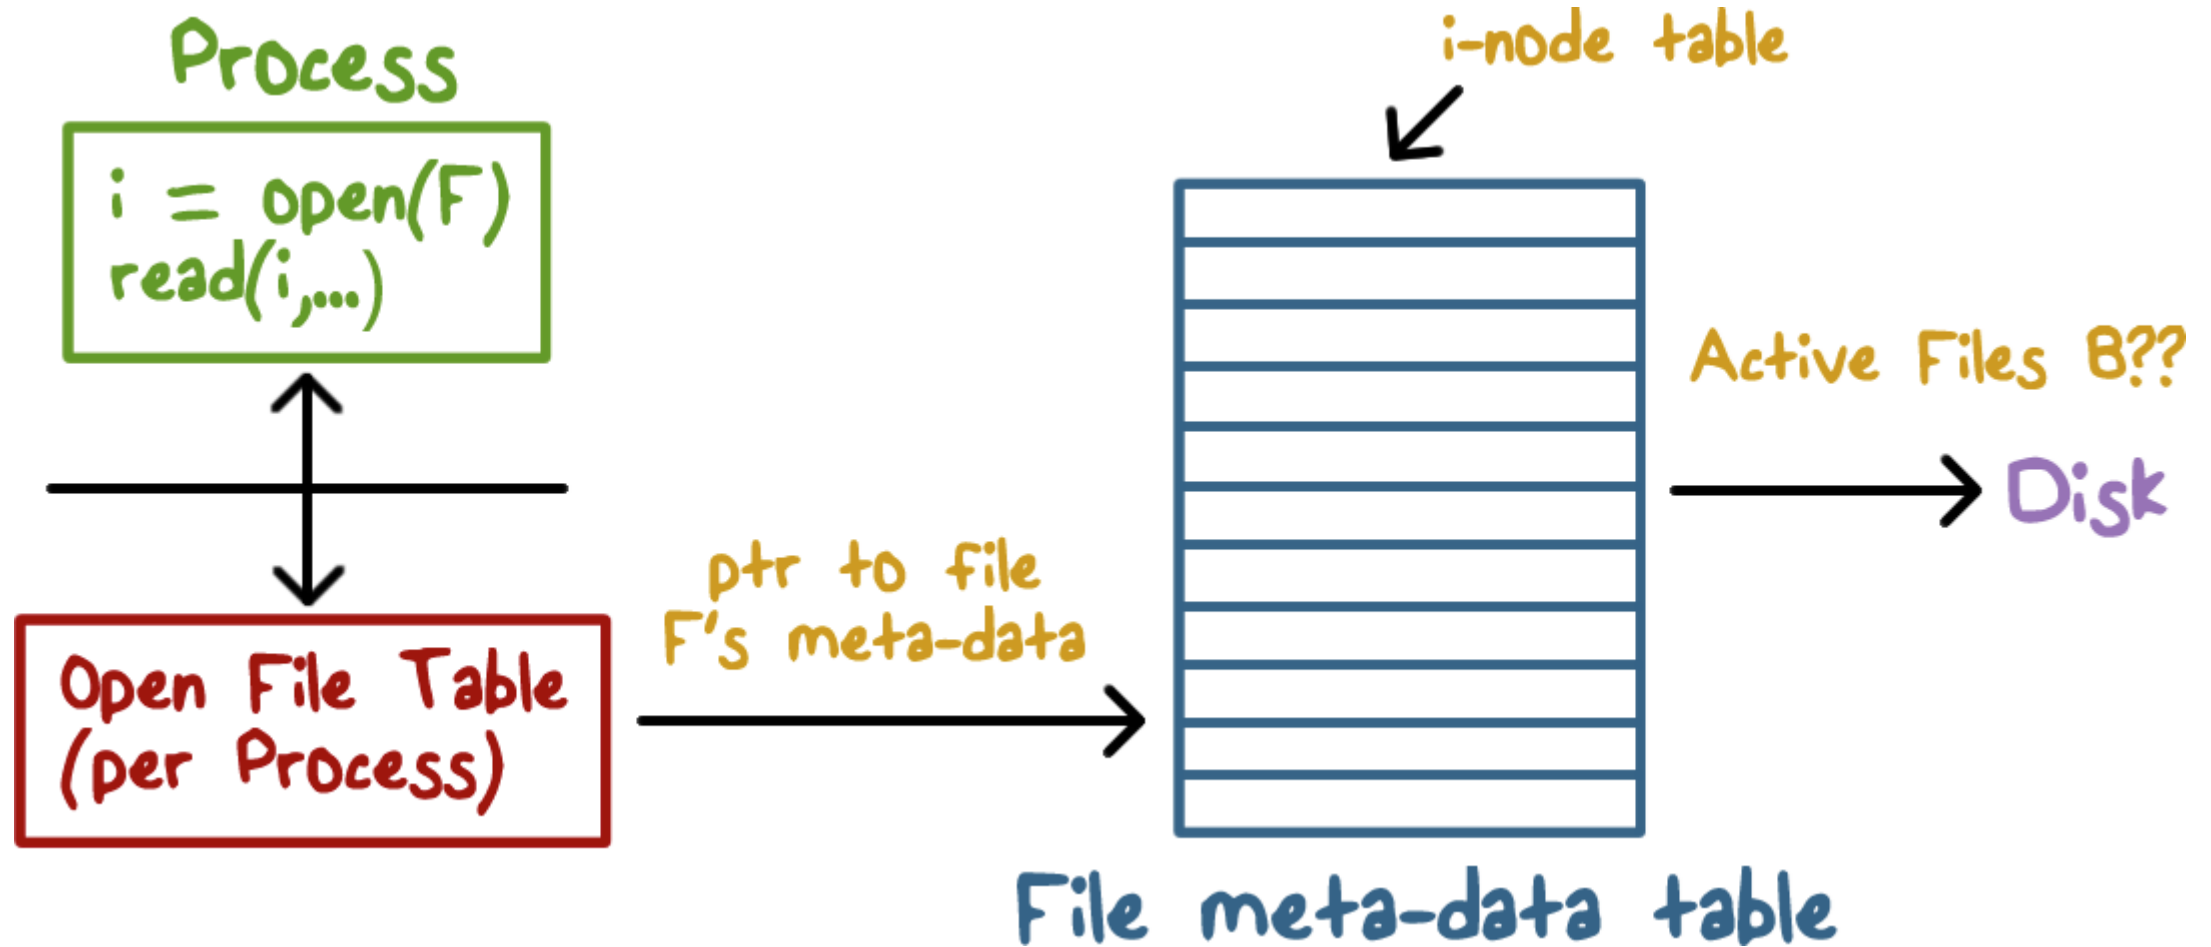 Process
i = open(F)
read(i,...)
Open File Table
(per Process)
ptr to file
F's meta-data
i-node table
File meta-data table
Active Files B??
Disk